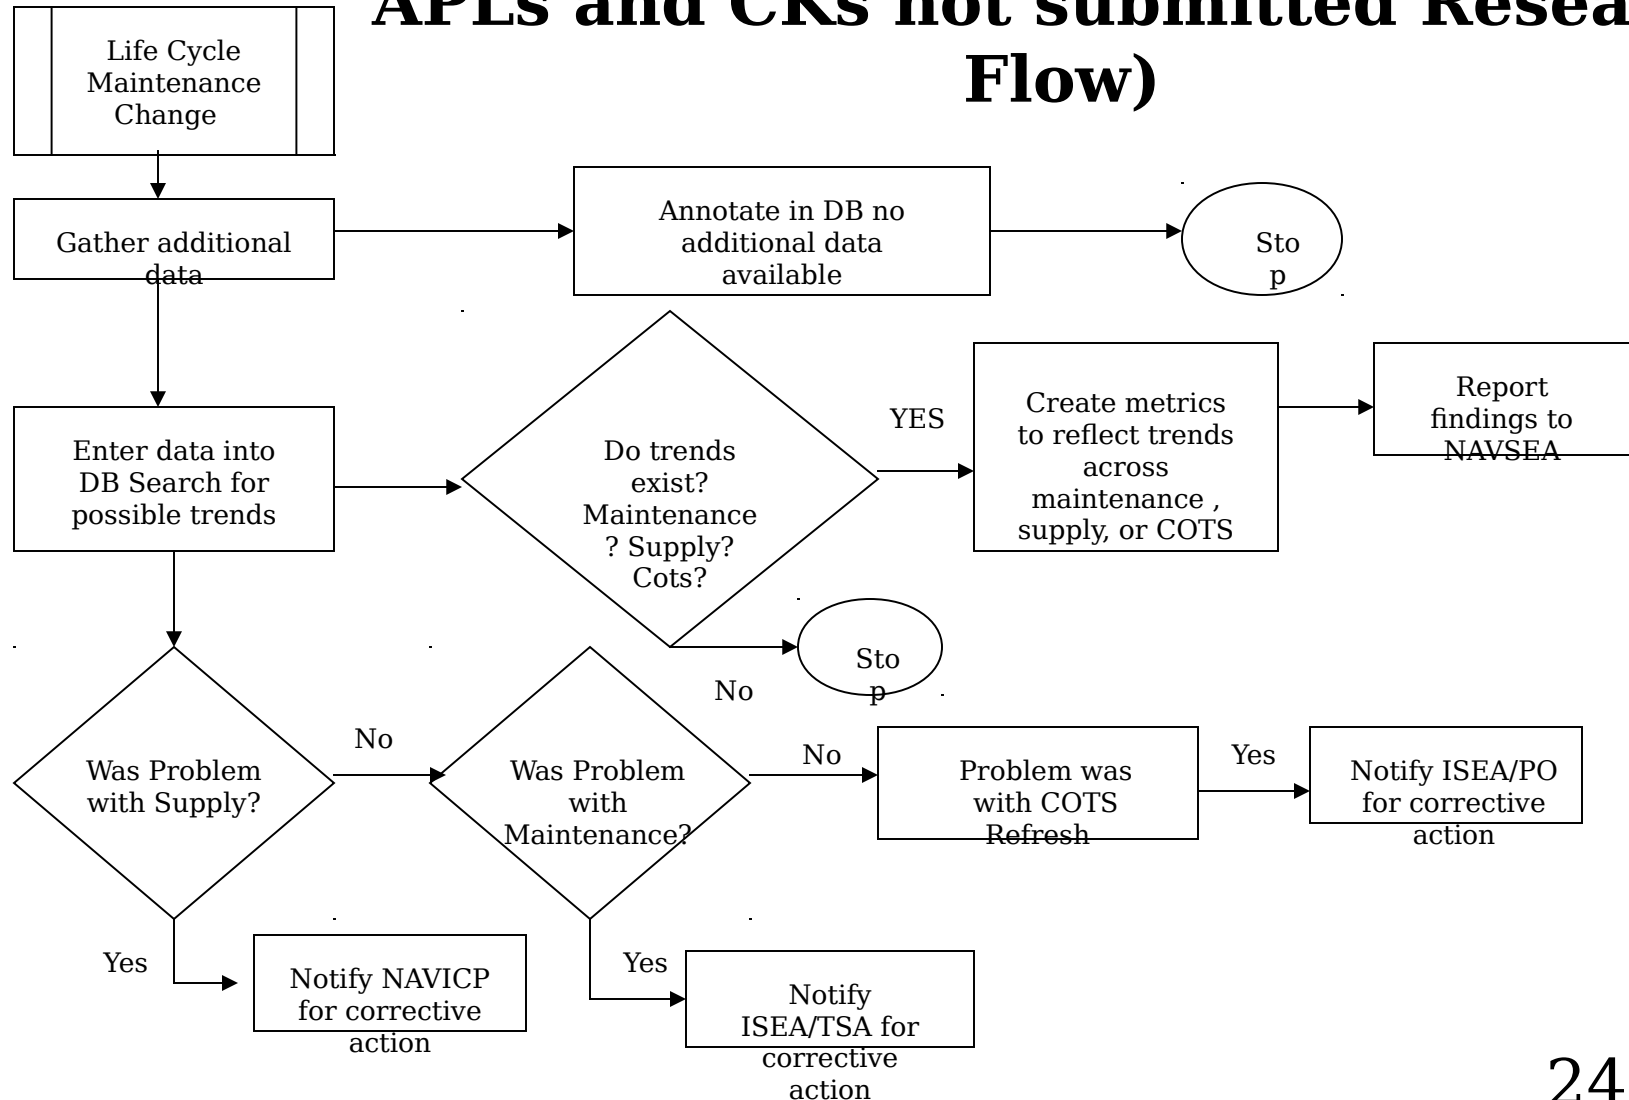 APLs and CKs not submitted Resea
Flow)
Life Cycle
Maintenance
Change
Gather additional
data
Annotate in DB no
additional data
available
Sto
p
Enter data into
DB Search for
possible trends
Do trends
exist?
Maintenance
? Supply?
Cots?
YES
Create metrics
to reflect trends
across
maintenance ,
supply, or COTS
Report
findings to
NAVSEA
No
Sto
p
Was Problem
with Supply?
No
Was Problem
with
Maintenance?
No
Problem was
with COTS
Refresh
Yes
Notify ISEA/PO
for corrective
action
Yes
Notify NAVICP
for corrective
action
Yes
Notify
ISEA/TSA for
corrective
action
24